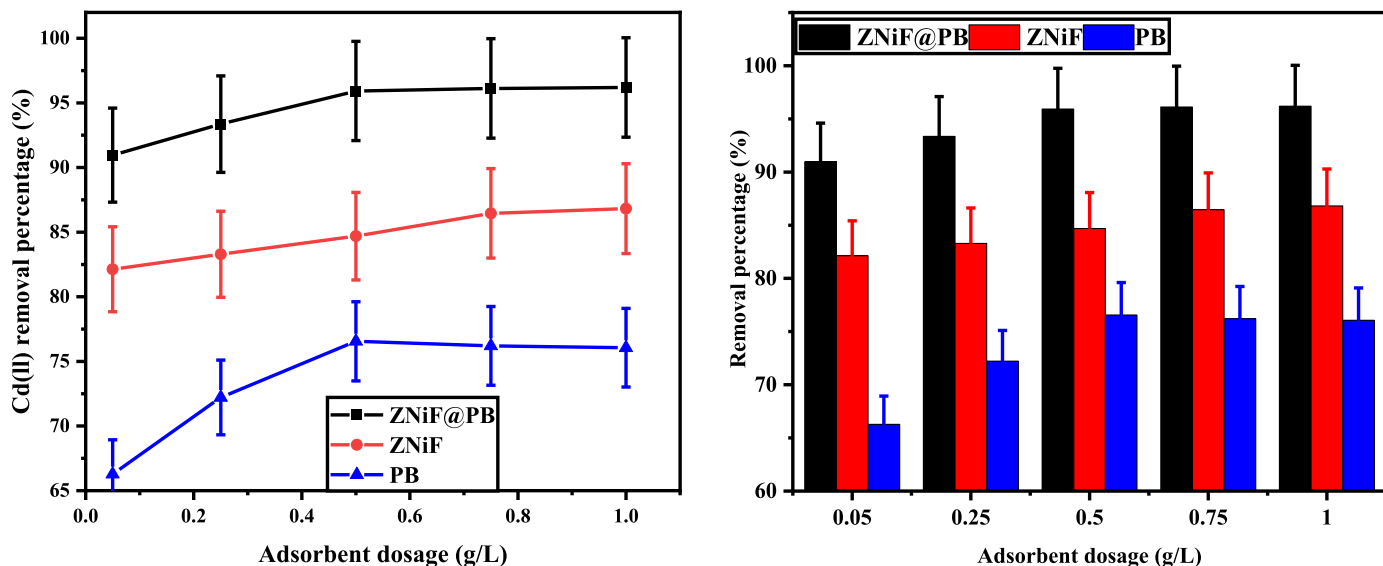 Cd(ll) removal percentage (%)
100
95
90
85
80
75
70
65
ZNiF@PB
ZNiF
PB
0.0 0.2 0.4 0.6 0.8 1.0
Adsorbent dosage (g/L)
Removal percentage (%)
ZNiF@PB ZNiF PB
100
90
80
70
60
0.05 0.25 0.5 0.75 1
Adsorbent dosage (g/L)